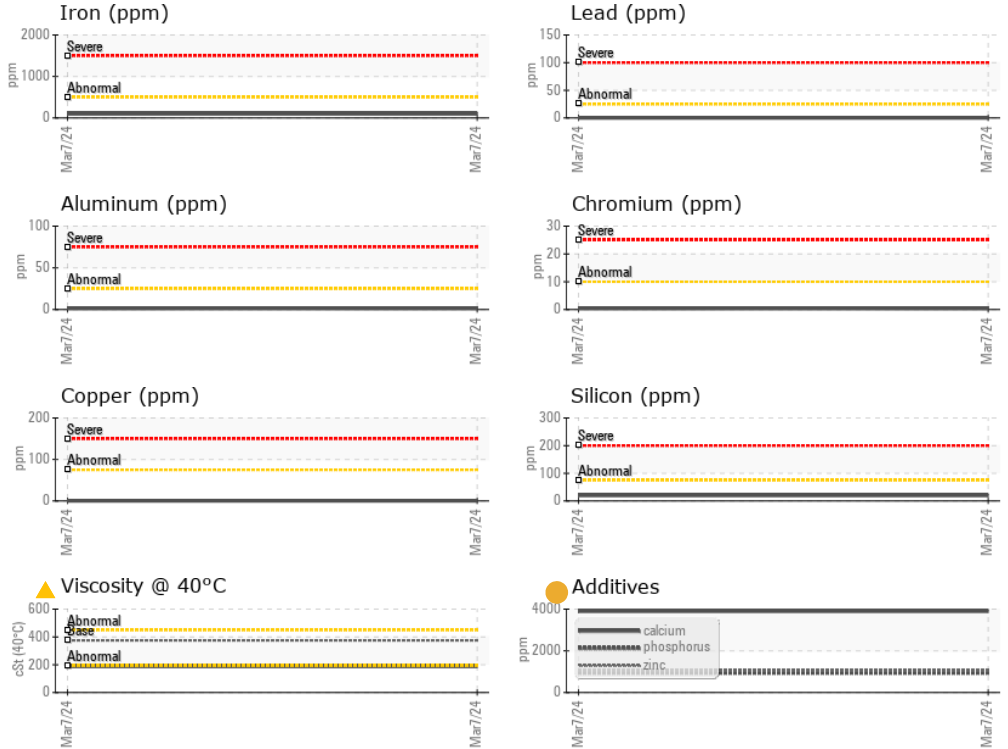 Iron (ppm)
2000
1000
0
ppm
Severe
Abnormal
Mar7/24
Mar7/24
Lead (ppm)
150
100
50
0
ppm
Severe
Abnormal
Mar7/24
Mar7/24
Aluminum (ppm)
100
50
0
ppm
Severe
Abnormal
Mar7/24
Mar7/24
Chromium (ppm)
30
20
10
0
ppm
Severe
Abnormal
Mar7/24
Mar7/24
Copper (ppm)
200
100
0
ppm
Severe
Abnormal
Mar7/24
Mar7/24
Silicon (ppm)
300
200
100
0
ppm
Severe
Abnormal
Mar7/24
Mar7/24
Viscosity @ 40°C
600
400
200
0
cSt (40°C)
Abnormal
Base
Abnormal
Mar7/24
Mar7/24
Additives
4000
2000
0
ppm
calcium
phosphorus
zinc
Mar7/24
Mar7/24